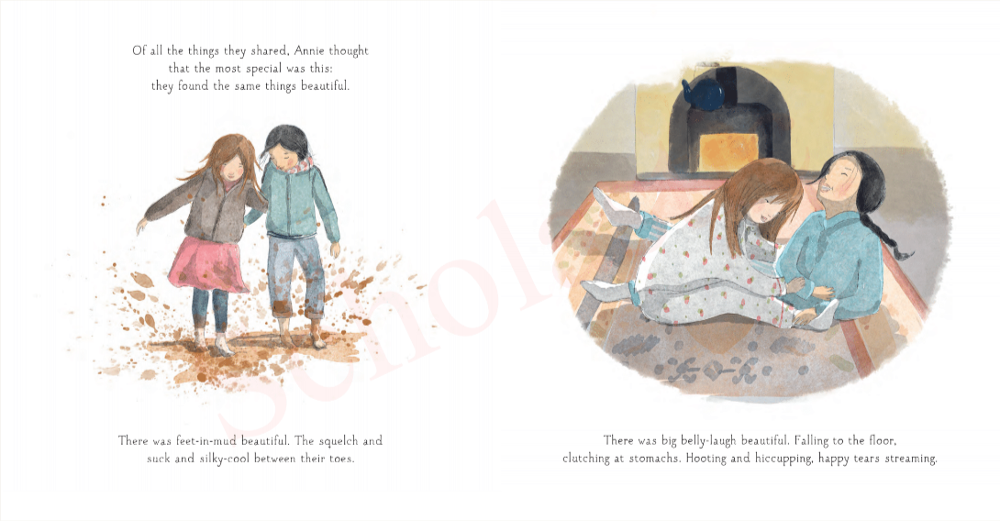 Of all the things they shared, Annie thought
that the most special was this:
they found the same things beautiful.
There was feet-in-mud beautiful. The squelch and
suck and silky-cool between their toes.
There was big belly-laugh beautiful. Falling to the floor,
clutching at stomachs. Hooting and hiccupping, happy tears streaming.